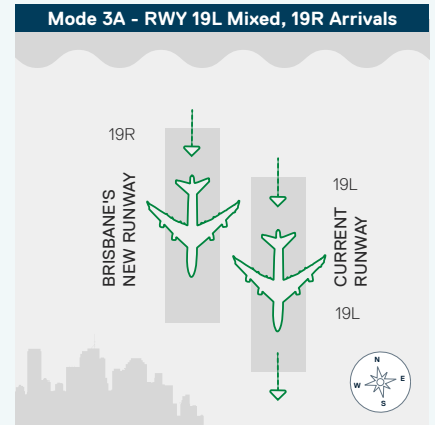 Mode 3A - RWY 19L Mixed, 19R Arrivals
19R
19L
BRISBANE'S
NEW RUNWAY
CURRENT
RUNWAY
19L
N
W
E
S